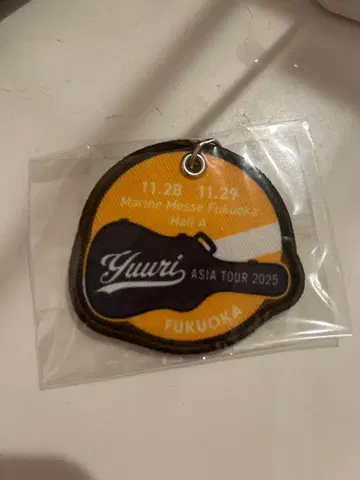 11.28 11.29
Marine Messe Fukuoka
Hall A
Yuuri ASIA TOUR 2025
FUKUOKA